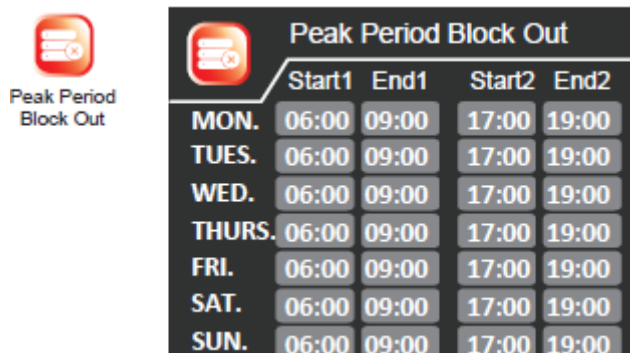 Peak Period
Block Out
Peak Period Block Out
Start1 End1 Start2 End2
MON. 06:00 09:00 17:00 19:00
TUES. 06:00 09:00 17:00 19:00
WED. 06:00 09:00 17:00 19:00
THURS. 06:00 09:00 17:00 19:00
FRI. 06:00 09:00 17:00 19:00
SAT. 06:00 09:00 17:00 19:00
SUN. 06:00 09:00 17:00 19:00